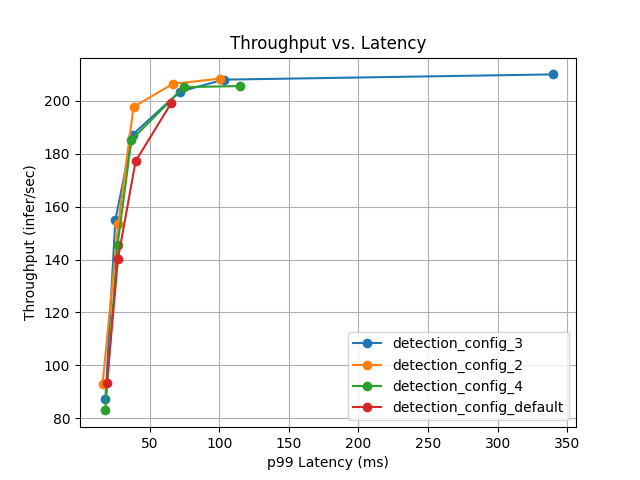 Throughput vs. Latency
Throughput (infer/sec)
200
180
160
140
120
100
80
detection_config_3
detection_config_2
detection_config_4
detection_config_default
50 100 150 200 250 300 350
p99 Latency (ms)